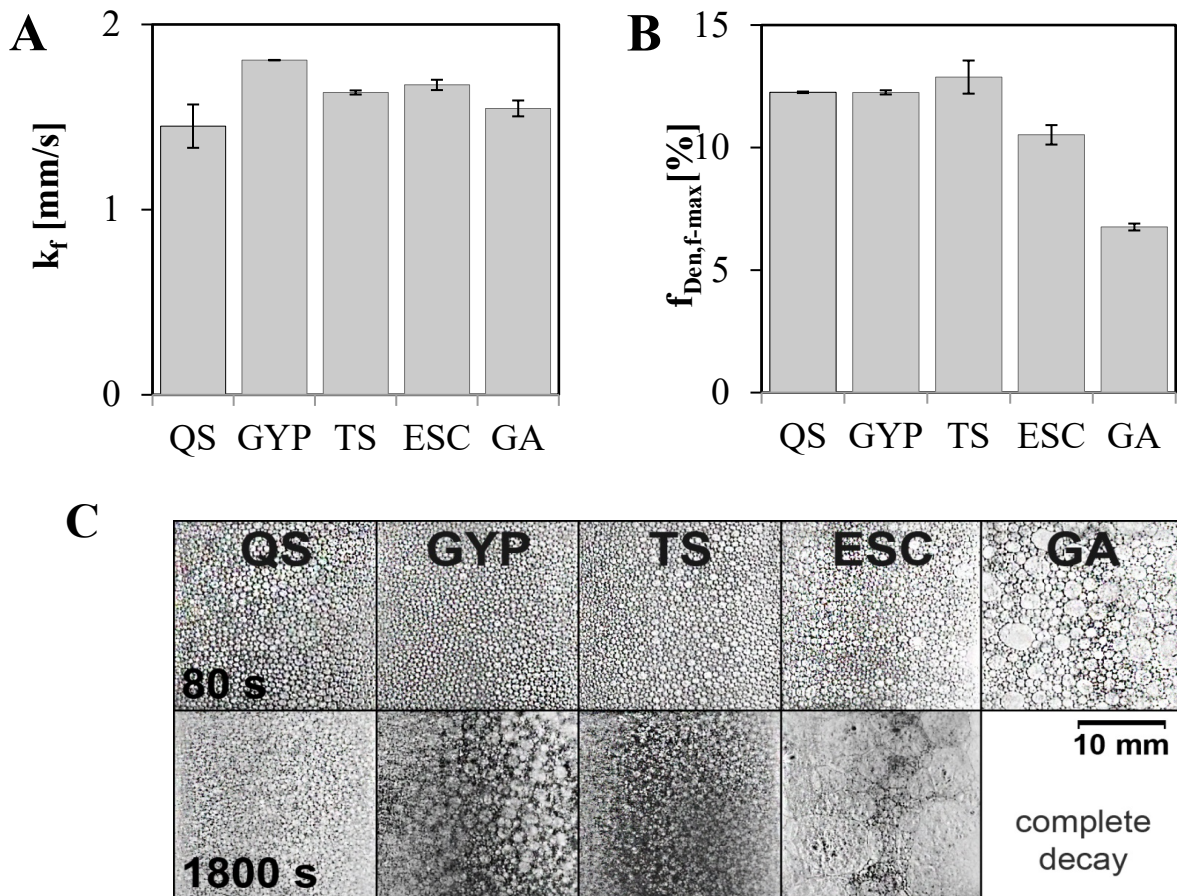 A
2
1
0
k_f [mm/s]
QS GYP TS ESC GA
B
15
10
5
0
f_Den,f-max [%]
QS GYP TS ESC GA
C
QS GYP TS ESC GA
80 s
1800 s
10 mm
complete
decay